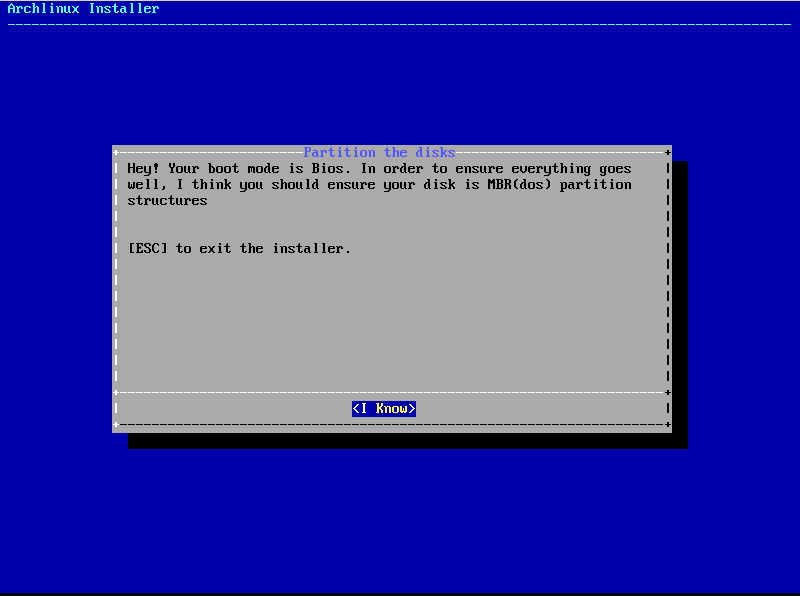 Archlinux Installer
Partition the disks
Hey! Your boot mode is Bios. In order to ensure everything goes
well, I think you should ensure your disk is MBR(dos) partition
structures
[ESC] to exit the installer.
<I Know>